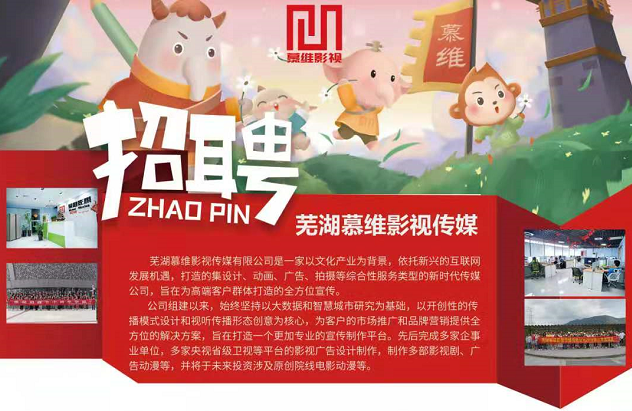 慕维影视
慕维
招聘
ZHAO PIN
芜湖慕维影视传媒
芜湖慕维影视传媒有限公司是一家以文化产业为背景，依托新兴的互联网
发展机遇，打造的集设计、动画、广告、拍摄等综合性服务类型的新时代传媒
公司，旨在为高端客户群体打造的全方位宣传。
公司组建以来，始终坚持以大数据和智慧城市研究为基础，以开创性的传
播模式设计和视听传播形态创意为核心，为客户的市场推广和品牌营销提供全
方位的解决方案，旨在打造一个更加专业的宣传制作平台。先后完成多家企事
业单位，多家央视省级卫视等平台的影视广告设计制作，制作多部影视剧、广
告动漫等，并将于未来投资涉及原创院线电影动漫等。